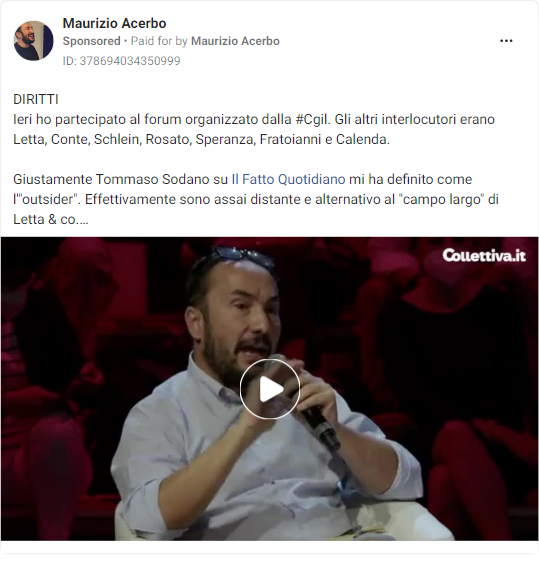 Maurizio Acerbo
Sponsored • Paid for by Maurizio Acerbo
ID: 378694034350999
DIRITTI
Ieri ho partecipato al forum organizzato dalla #Cgil. Gli altri interlocutori erano
Letta, Conte, Schlein, Rosato, Speranza, Fratoianni e Calenda.
Giustamente Tommaso Sodano su Il Fatto Quotidiano mi ha definito come
l'"outsider". Effettivamente sono assai distante e alternativo al "campo largo" di
Letta & co....
Collettiva.it